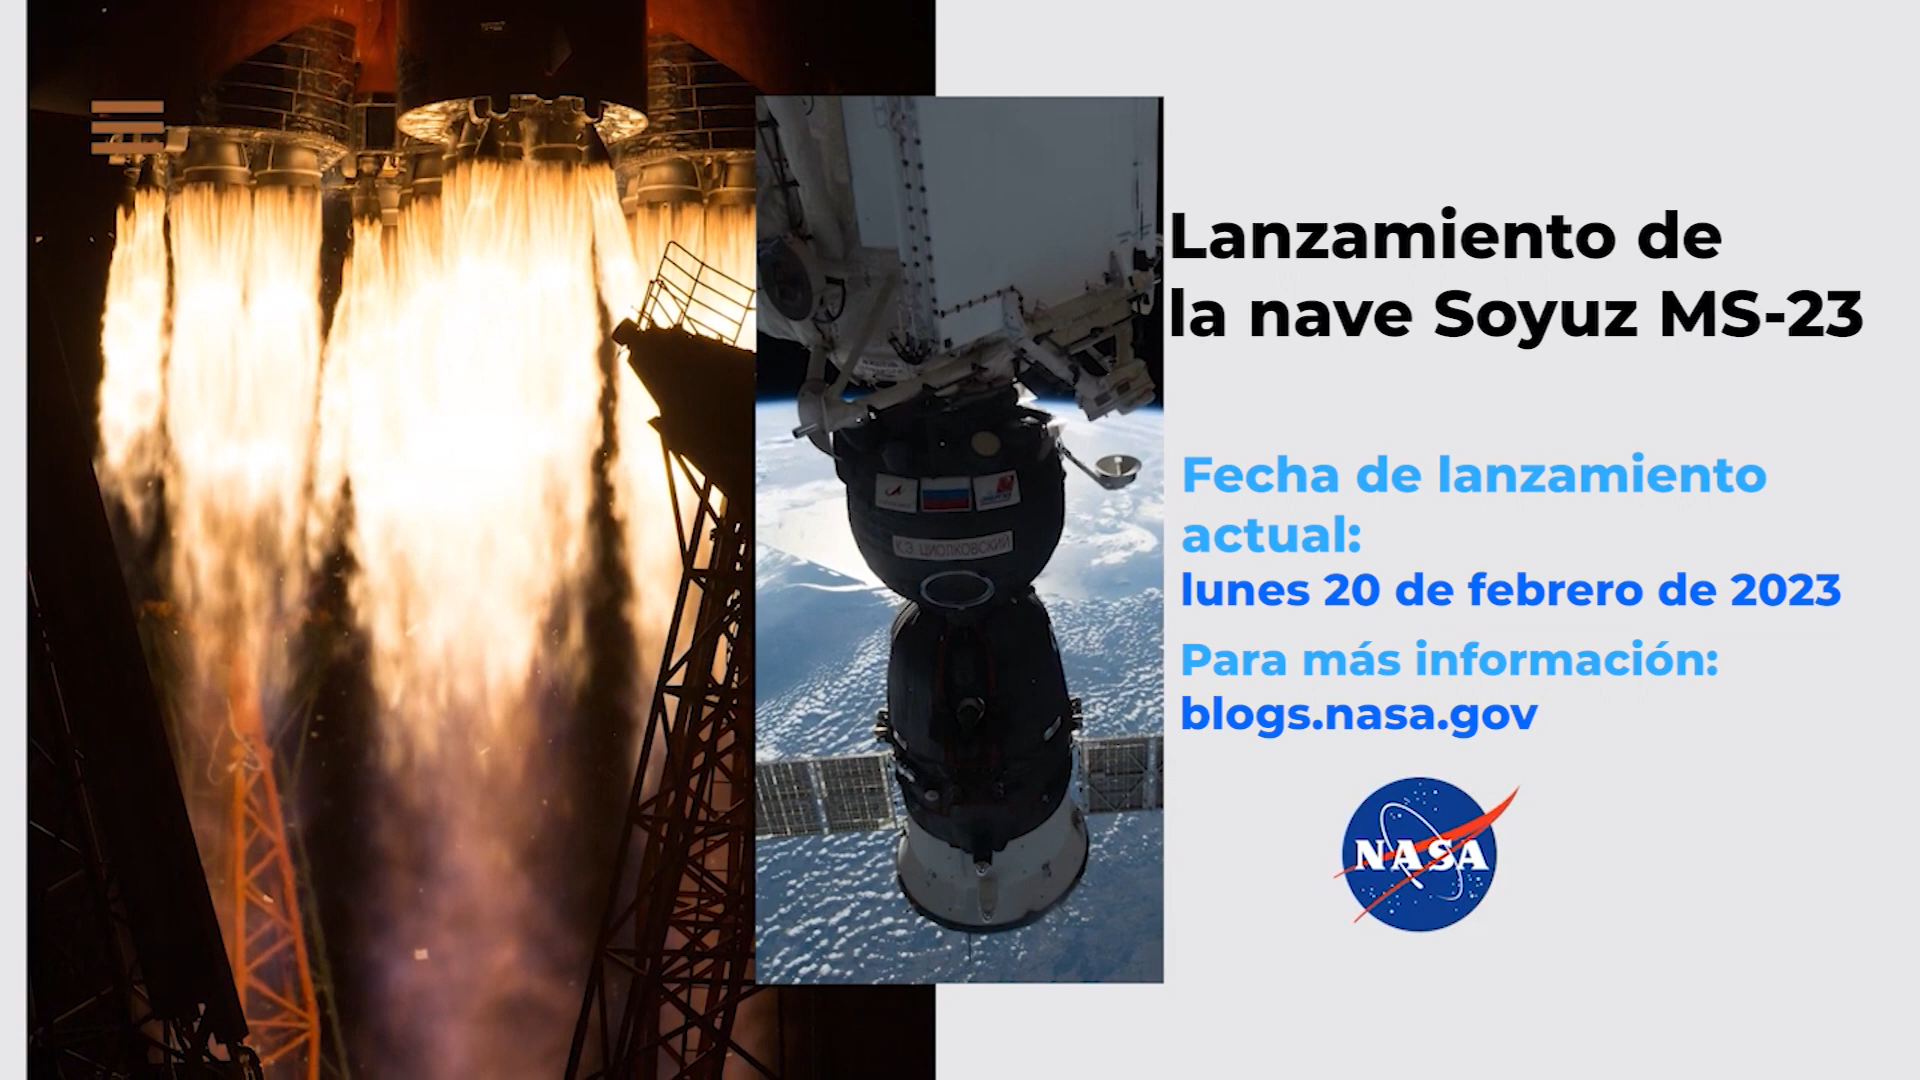 Lanzamiento de
la nave Soyuz MS-23
Fecha de lanzamiento
actual:
lunes 20 de febrero de 2023
Para más información:
blogs.nasa.gov
NASA
К.Э. ЦИОЛКОВСКИЙ